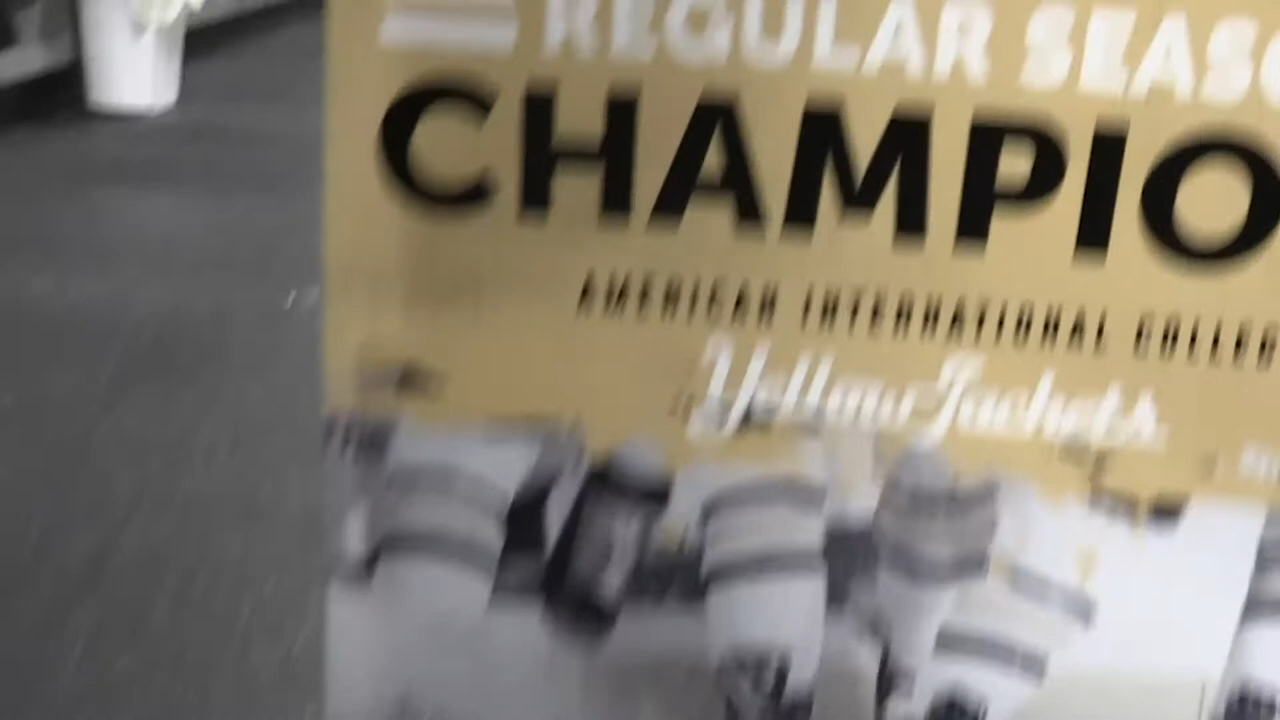 REGULAR SEASO
CHAMPIO
AMERICAN INTERNATIONAL COLLEG
Yellow Jackets